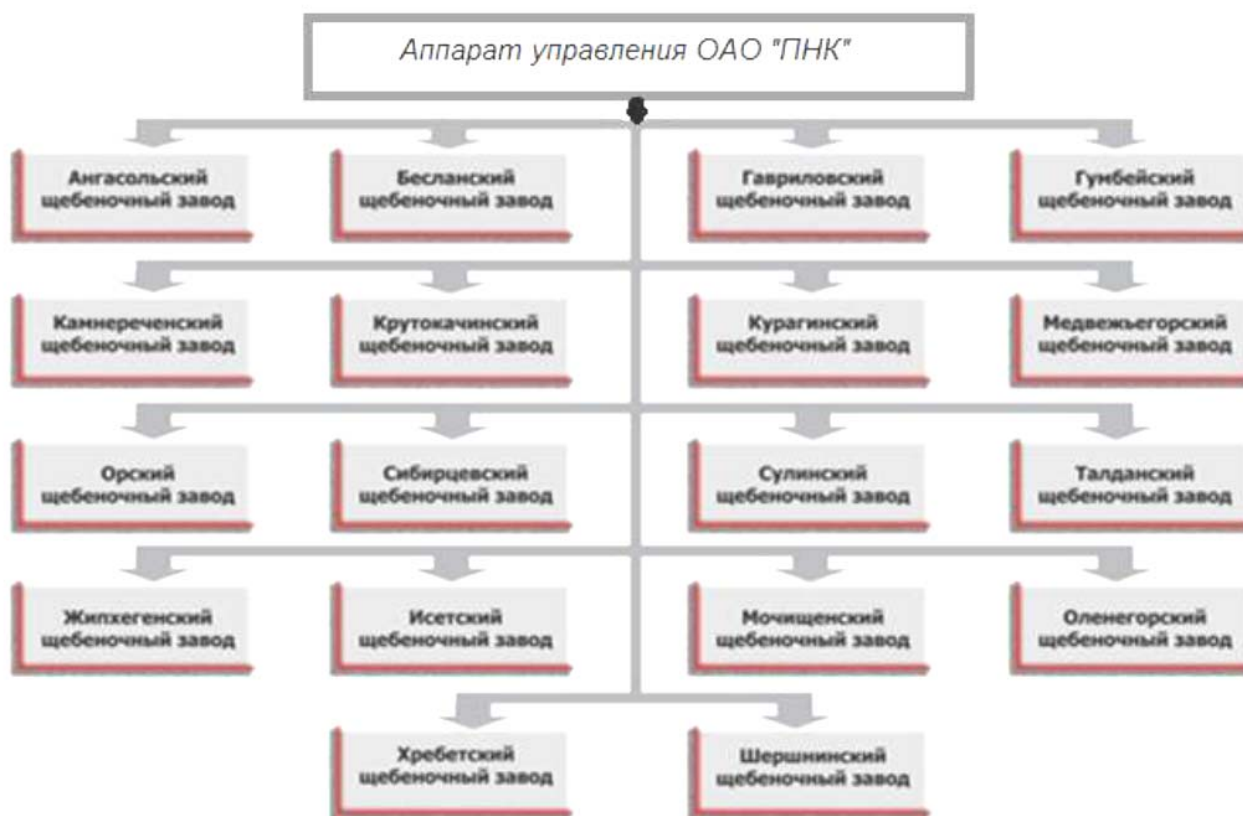 Аппарат управления ОАО "ПНК"
Ангасольский
щебеночный завод
Бесланский
щебеночный завод
Гавриловский
щебеночный завод
Гумбейский
щебеночный завод
Камнереченский
щебеночный завод
Крутокачинский
щебеночный завод
Курагинский
щебеночный завод
Медвежьегорский
щебеночный завод
Орский
щебеночный завод
Сибирцевский
щебеночный завод
Сулинский
щебеночный завод
Талданский
щебеночный завод
Жипхегенский
щебеночный завод
Исетский
щебеночный завод
Мочищенский
щебеночный завод
Оленегорский
щебеночный завод
Хребетский
щебеночный завод
Шершнинский
щебеночный завод